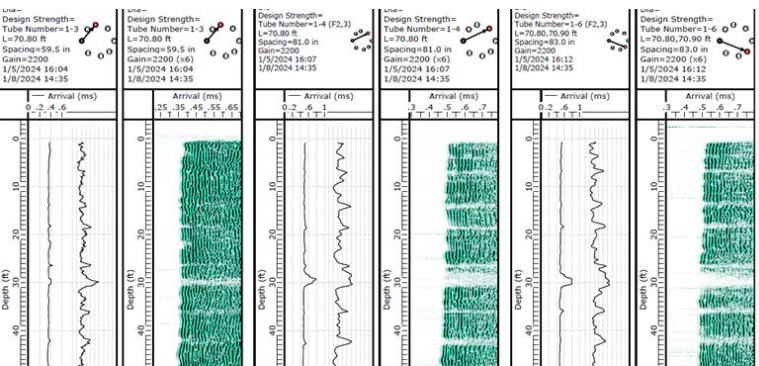 Dia=
Design Strength=
Tube Number=1-3
L=70.80 ft
Spacing=59.5 in
Gain=2200
1/5/2024 16:04
1/8/2024 14:35
Arrival (ms)
0 .2 .4 .6
0
10
20
30
40
Depth (ft)
Dia=
Design Strength=
Tube Number=1-3
L=70.80 ft
Spacing=59.5 in
Gain=2200 (x6)
1/5/2024 16:04
1/8/2024 14:35
Arrival (ms)
.25 .35 .45 .55 .65
0
10
20
30
40
Depth (ft)
Design Strength=
Tube Number=1-4 (F2,3)
L=70.80 ft
Spacing=81.0 in
Gain=2200
1/5/2024 16:07
1/8/2024 14:35
Arrival (ms)
0 .2 .6 1
0
10
20
30
40
Depth (ft)
Dia=
Design Strength=
Tube Number=1-4
L=70.80 ft
Spacing=81.0 in
Gain=2200 (x6)
1/5/2024 16:07
1/8/2024 14:35
Arrival (ms)
.3 .4 .5 .6 .7
0
10
20
30
40
Depth (ft)
Design Strength=
Tube Number=1-6 (F2,3)
L=70.80,70.90 ft
Spacing=83.0 in
Gain=2200
1/5/2024 16:12
1/8/2024 14:35
Arrival (ms)
0 .2 .6 1
0
10
20
30
40
Depth (ft)
Dia=
Design Strength=
Tube Number=1-6
L=70.80,70.90 ft
Spacing=83.0 in
Gain=2200 (x6)
1/5/2024 16:12
1/8/2024 14:35
Arrival (ms)
.3 .4 .5 .6 .7
0
10
20
30
40
Depth (ft)